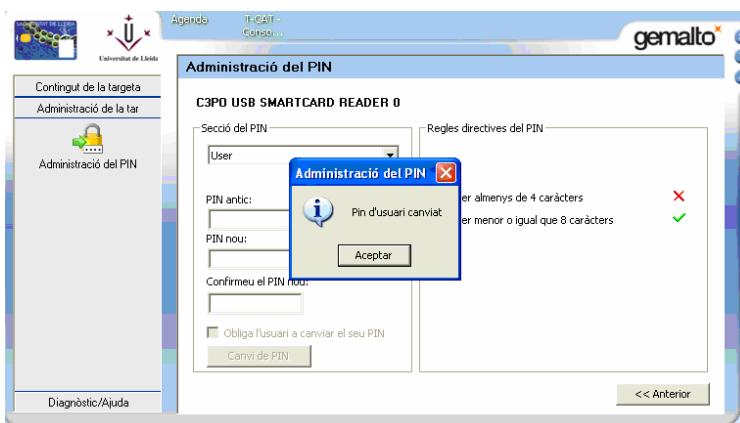 Agenda
T-CAT -
Conso...
Universitat de Lleida
gemalto
Administració del PIN
Contingut de la targeta
Administració de la tar
Administració del PIN
Diagnòstic/Ajuda
C3PO USB SMARTCARD READER 0
Secció del PIN
User
PIN antic:
PIN nou:
Confirmeu el PIN nou:
Obliga l'usuari a canviar el seu PIN
Canvi de PIN
Regles directives del PIN
er almenys de 4 caràcters
er menor o igual que 8 caràcters
Administració del PIN
Pin d'usuari canviat
Aceptar
<< Anterior